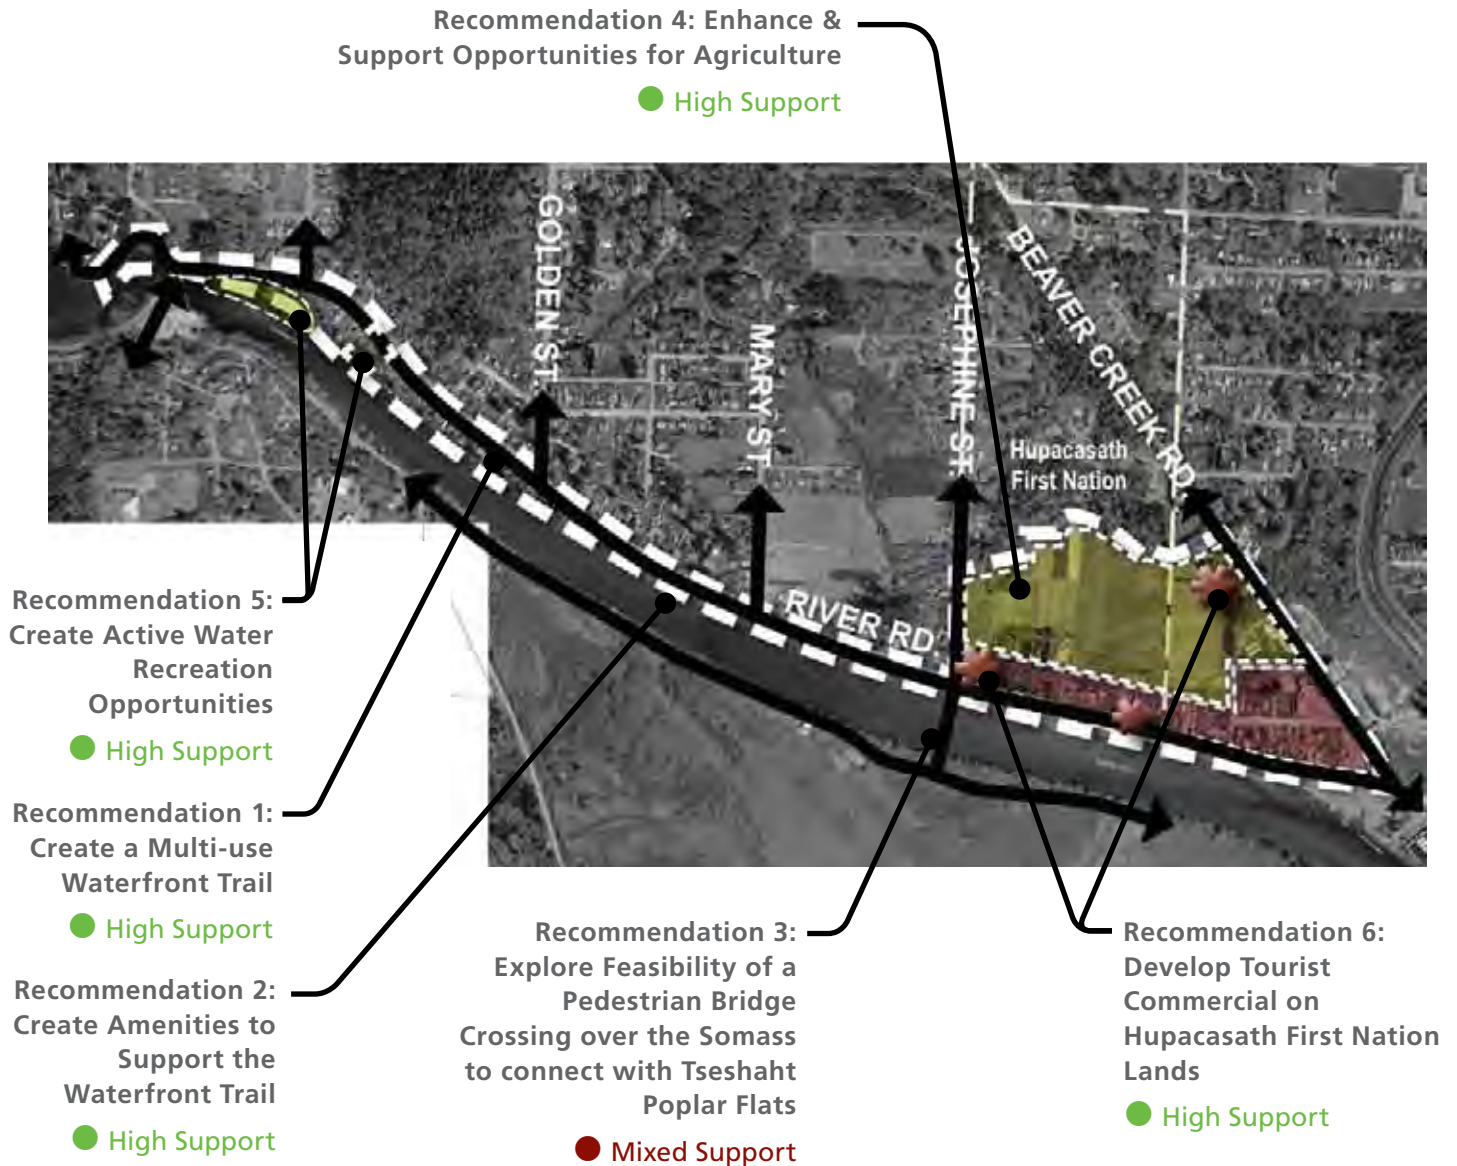 Recommendation 4: Enhance &
Support Opportunities for Agriculture
High Support
GOLDEN ST.
MARY ST.
JOSEPHINE ST.
BEAVER CREEK RD.
Hupacasath
First Nation
RIVER RD.
Recommendation 5:
Create Active Water
Recreation
Opportunities
High Support
Recommendation 1:
Create a Multi-use
Waterfront Trail
High Support
Recommendation 2:
Create Amenities to
Support the
Waterfront Trail
High Support
Recommendation 3:
Explore Feasibility of a
Pedestrian Bridge
Crossing over the Somass
to connect with Tseshaht
Poplar Flats
Mixed Support
Recommendation 6:
Develop Tourist
Commercial on
Hupacasath First Nation
Lands
High Support